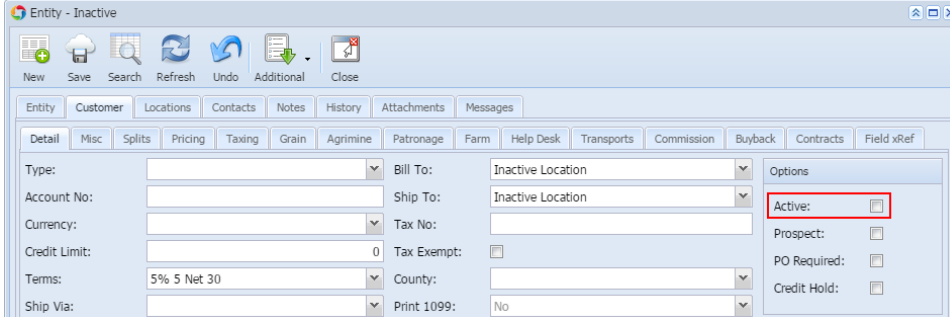 Entity - Inactive
New Save Search Refresh Undo Additional Close
Entity Customer Locations Contacts Notes History Attachments Messages
Detail Misc Splits Pricing Taxing Grain Agrimine Patronage Farm Help Desk Transports Commission Buyback Contracts Field xRef
Type: Bill To: Inactive Location Options
Account No: Ship To: Inactive Location Active:
Currency: Tax No: Prospect:
Credit Limit: 0 Tax Exempt: PO Required:
Terms: 5% 5 Net 30 County: Credit Hold:
Ship Via: Print 1099: No